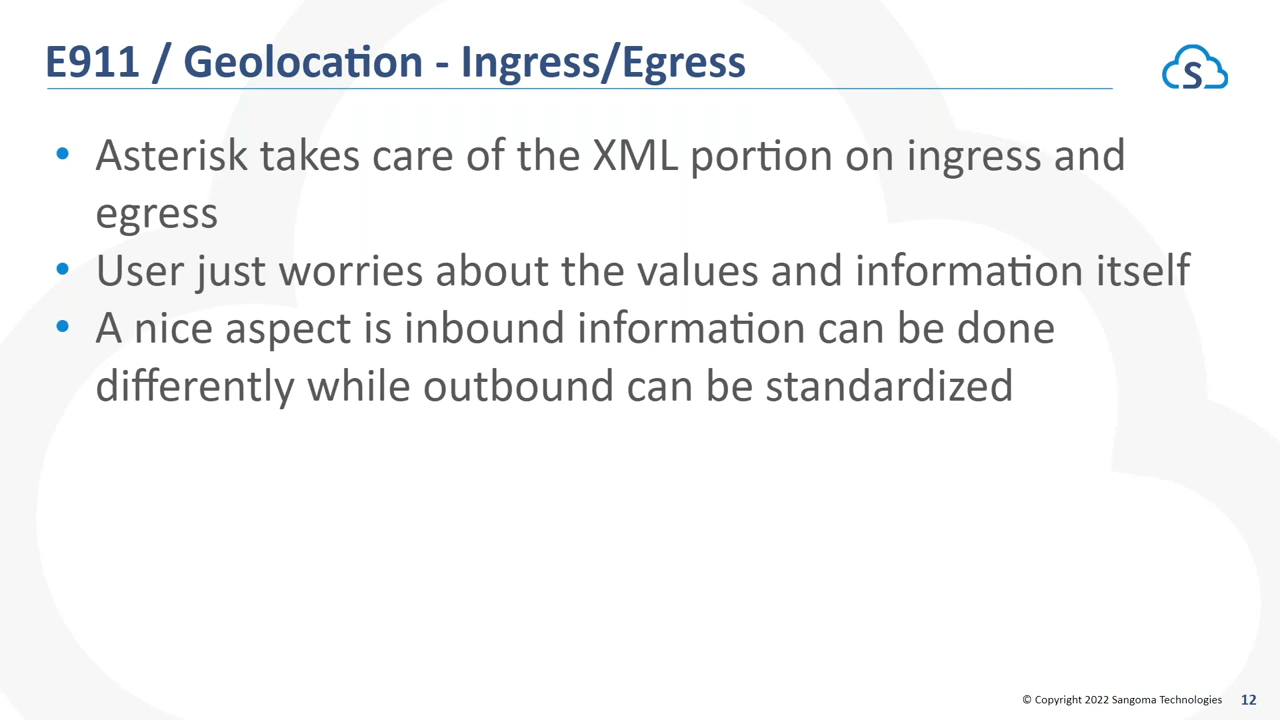 E911 / Geolocation - Ingress/Egress
S
• Asterisk takes care of the XML portion on ingress and
egress
• User just worries about the values and information itself
• A nice aspect is inbound information can be done
differently while outbound can be standardized
© Copyright 2022 Sangoma Technologies 12